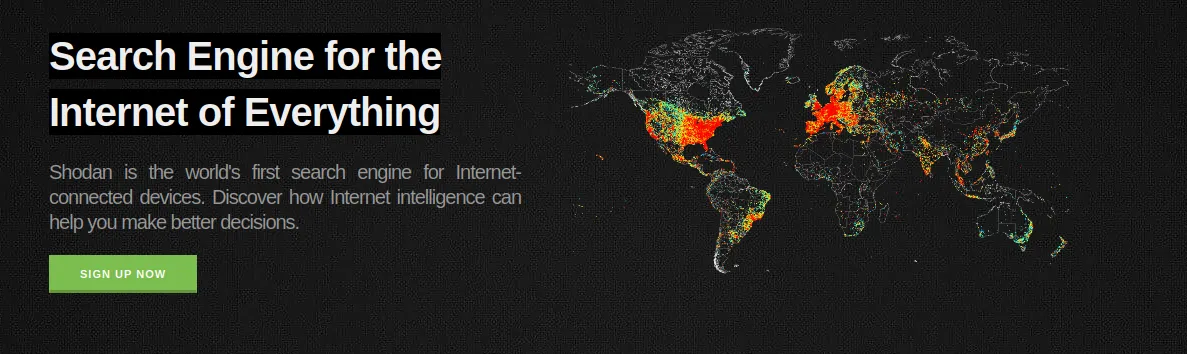 Search Engine for the
Internet of Everything
Shodan is the world's first search engine for Internet-
connected devices. Discover how Internet intelligence can
help you make better decisions.
SIGN UP NOW